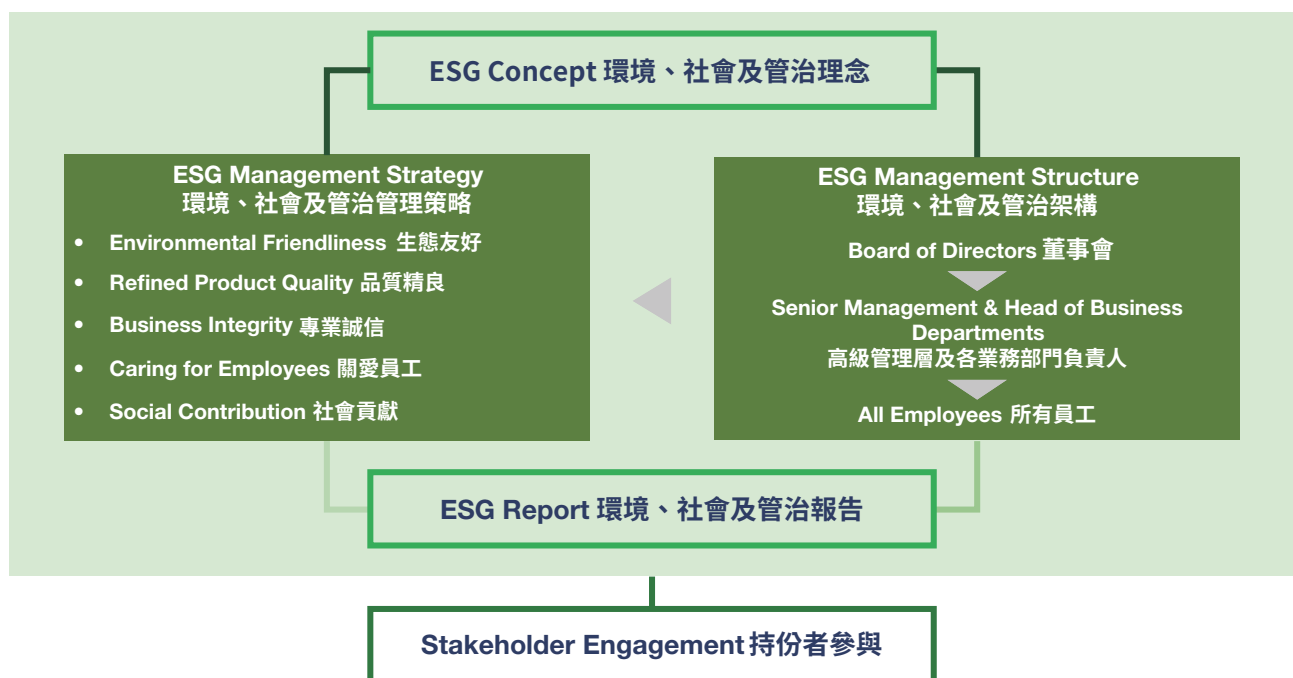 ESG Concept 環境、社會及管治理念
ESG Management Strategy
環境、社會及管治管理策略
• Environmental Friendliness 生態友好
• Refined Product Quality 品質精良
• Business Integrity 專業誠信
• Caring for Employees 關愛員工
• Social Contribution 社會貢獻
ESG Management Structure
環境、社會及管治架構
Board of Directors 董事會
Senior Management & Head of Business
Departments
高級管理層及各業務部門負責人
All Employees 所有員工
ESG Report 環境、社會及管治報告
Stakeholder Engagement 持份者參與